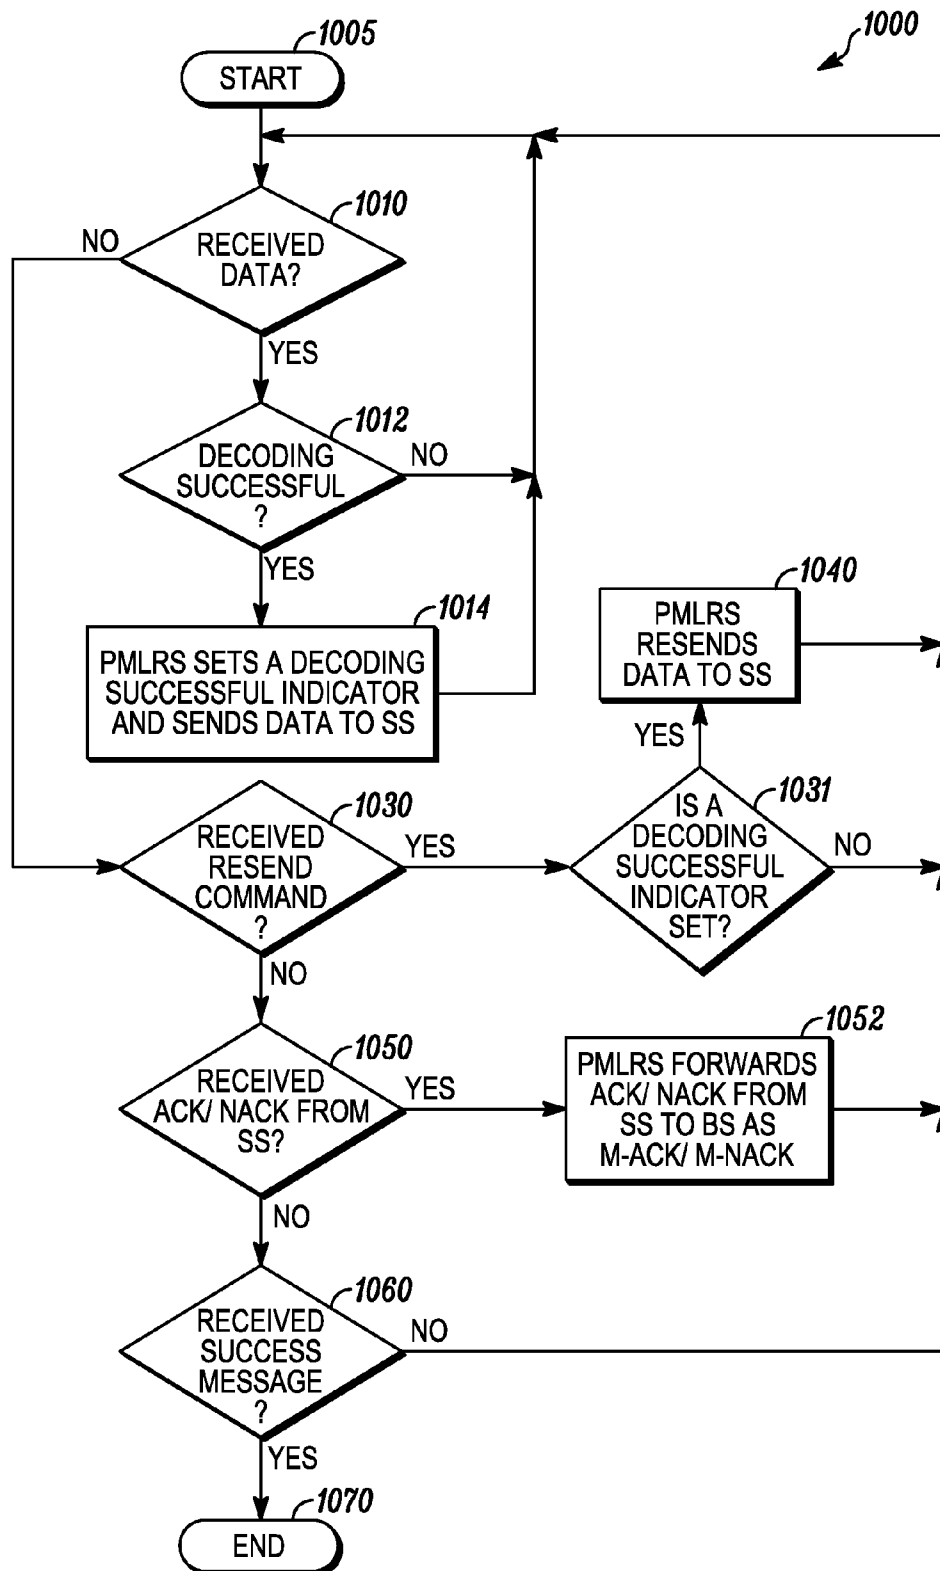 1005
1000
START
1010
NO
RECEIVED
DATA?
YES
1012
DECODING
SUCCESSFUL
?
NO
YES
1014
PMLRS SETS A DECODING
SUCCESSFUL INDICATOR
AND SENDS DATA TO SS
1040
PMLRS
RESENDS
DATA TO SS
YES
1030
RECEIVED
RESEND
COMMAND
?
YES
1031
IS A
DECODING
SUCCESSFUL
INDICATOR
SET?
NO
NO
1050
RECEIVED
ACK/ NACK FROM
SS?
YES
1052
PMLRS FORWARDS
ACK/ NACK FROM
SS TO BS AS
M-ACK/ M-NACK
NO
1060
RECEIVED
SUCCESS
MESSAGE
?
NO
YES
1070
END